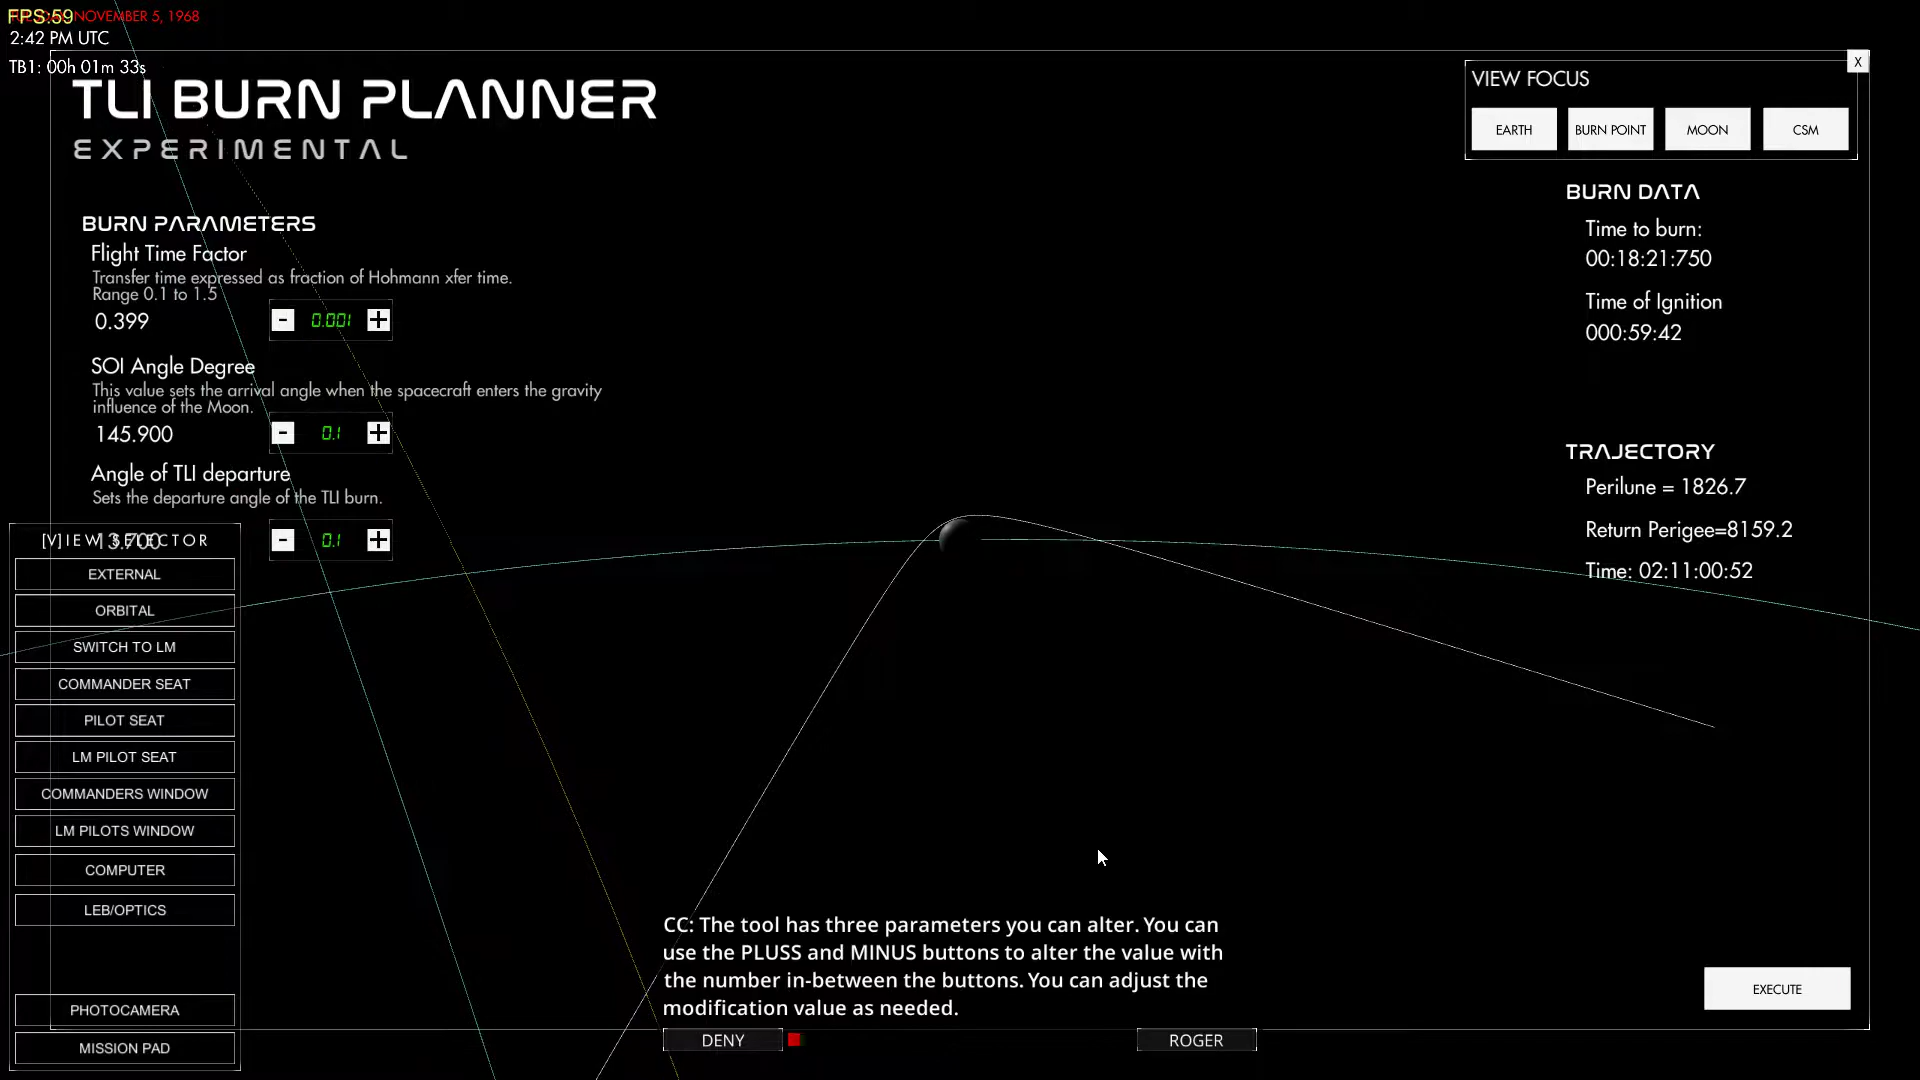 FPS:59
NOVEMBER 5, 1968
2:42 PM UTC
TB1: 00h 01m 33s
TLI BURN PLANNER
EXPERIMENTAL
BURN PARAMETERS
Flight Time Factor
Transfer time expressed as fraction of Hohmann xfer time.
Range 0.1 to 1.5
0.399
- 0.001 +
SOI Angle Degree
This value sets the arrival angle when the spacecraft enters the gravity
influence of the Moon.
145.900
- 0.1 +
Angle of TLI departure
Sets the departure angle of the TLI burn.
13.700
- 0.1 +
[V]IEW SELECTOR
EXTERNAL
ORBITAL
SWITCH TO LM
COMMANDER SEAT
PILOT SEAT
LM PILOT SEAT
COMMANDERS WINDOW
LM PILOTS WINDOW
COMPUTER
LEB/OPTICS
PHOTOCAMERA
MISSION PAD
X
VIEW FOCUS
EARTH
BURN POINT
MOON
CSM
BURN DATA
Time to burn:
00:18:21:750
Time of Ignition
000:59:42
TRAJECTORY
Perilune = 1826.7
Return Perigee=8159.2
Time: 02:11:00:52
CC: The tool has three parameters you can alter. You can
use the PLUSS and MINUS buttons to alter the value with
the number in-between the buttons. You can adjust the
modification value as needed.
DENY
ROGER
EXECUTE